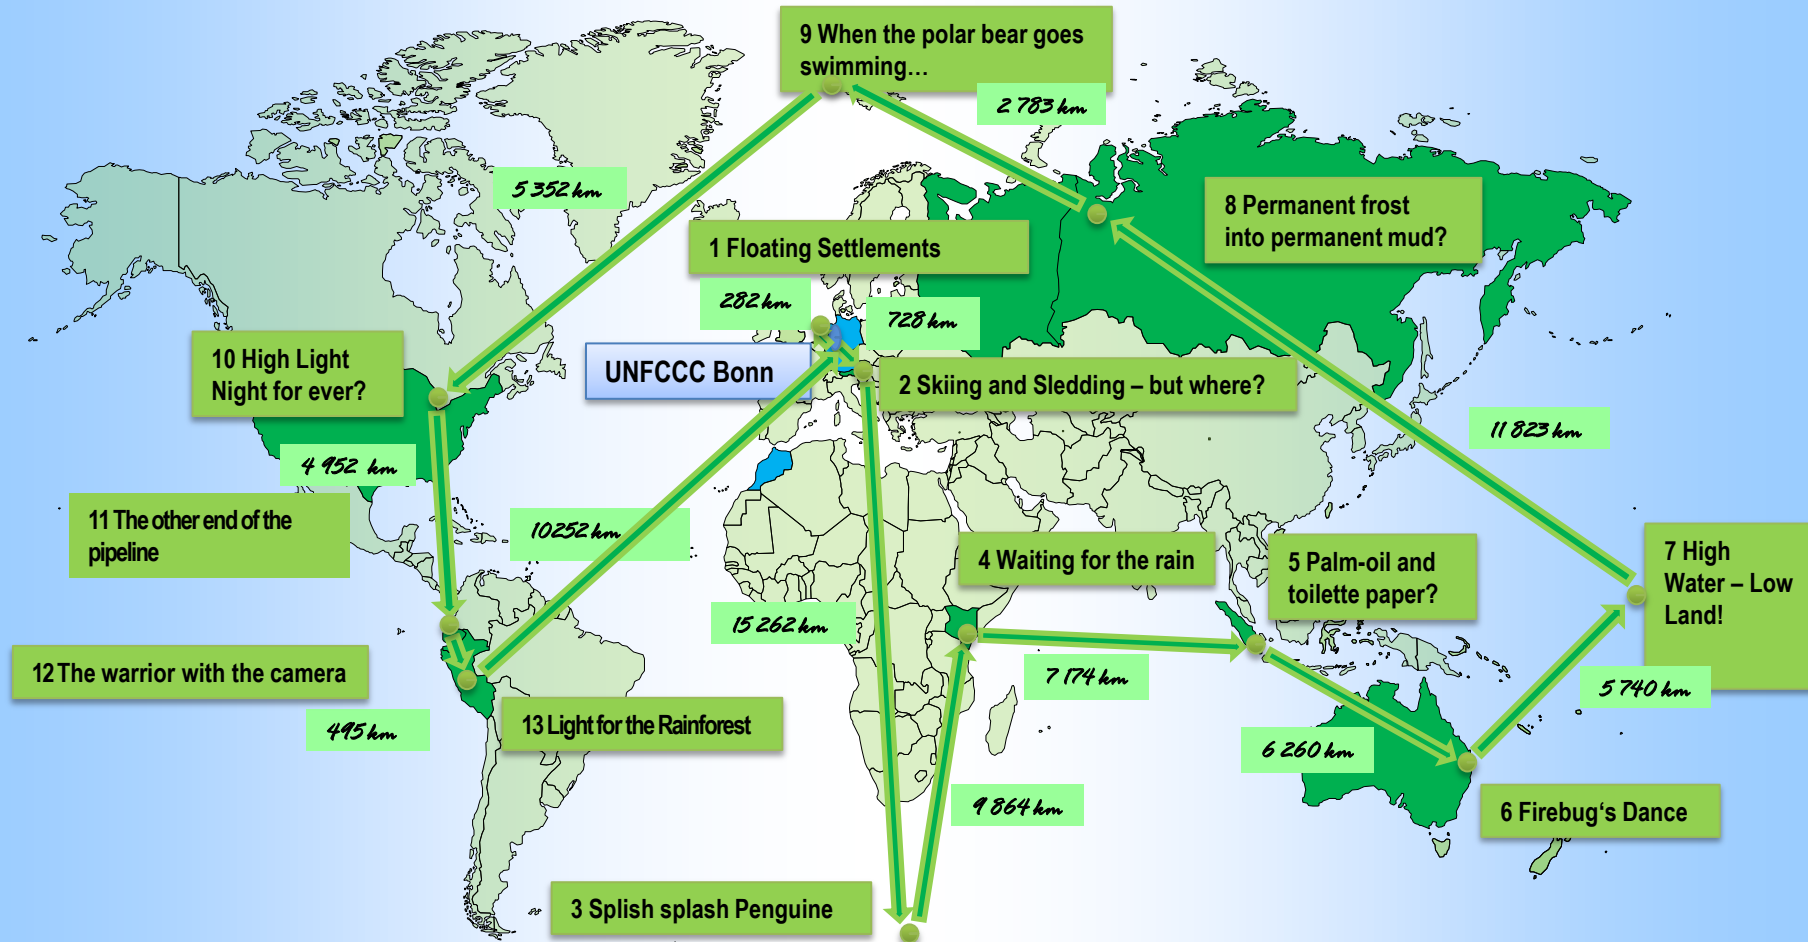 9 When the polar bear goes
swimming...
2 783 km
5 352 km
8 Permanent frost
into permanent mud?
1 Floating Settlements
282 km
728 km
10 High Light
Night for ever?
UNFCCC Bonn
2 Skiing and Sledding – but where?
11 823 km
4 952 km
11 The other end of the
pipeline
10252 km
4 Waiting for the rain
5 Palm-oil and
toilette paper?
7 High
Water – Low
Land!
15 262 km
12 The warrior with the camera
7 174 km
5 740 km
495 km
13 Light for the Rainforest
6 260 km
9 864 km
6 Firebug‘s Dance
3 Splish splash Penguine